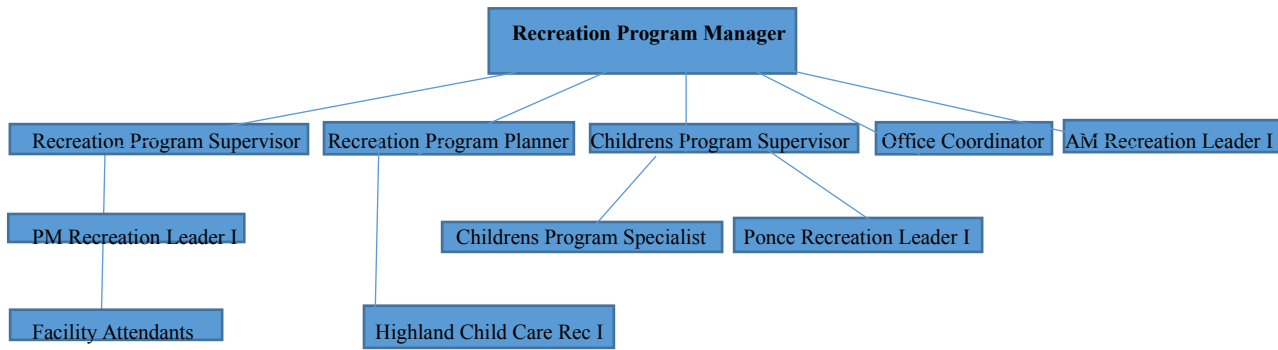 Recreation Program Manager
Recreation Program Supervisor
Recreation Program Planner
Childrens Program Supervisor
Office Coordinator
AM Recreation Leader I
PM Recreation Leader I
Childrens Program Specialist
Ponce Recreation Leader I
Facility Attendants
Highland Child Care Rec I